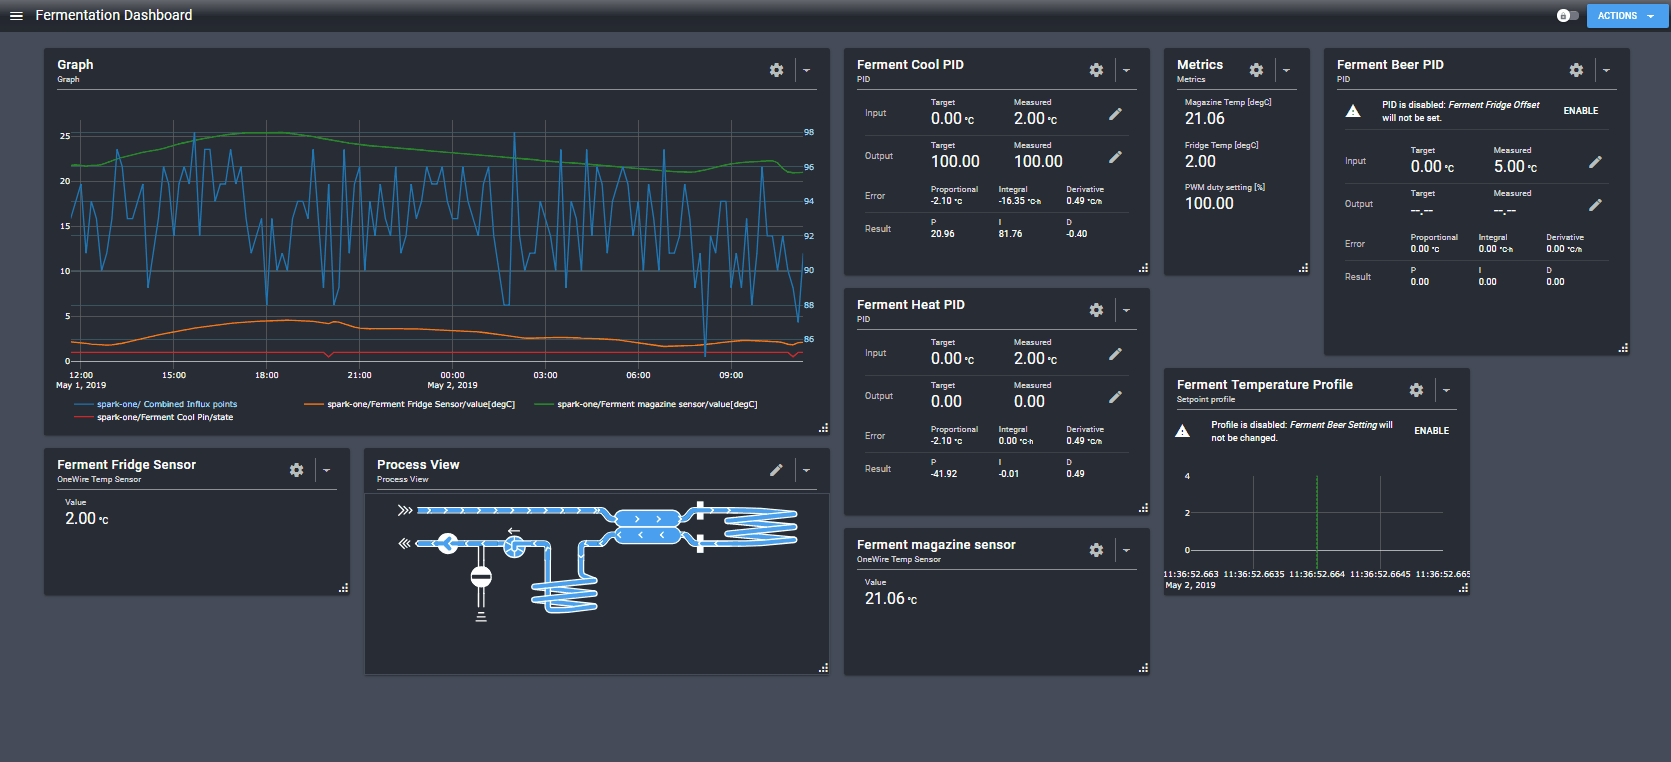 Fermentation Dashboard
ACTIONS
Graph
Graph
25
20
15
10
5
0
98
96
94
92
90
88
86
12:00 15:00 18:00 21:00 00:00 03:00 06:00 09:00
May 1, 2019 May 2, 2019
spark-one/ Combined Influx points spark-one/Ferment Fridge Sensor/value[degC] spark-one/Ferment magazine sensor/value[degC]
spark-one/Ferment Cool Pin/state
Ferment Cool PID
PID
Target Measured
Input 0.00 °C 2.00 °C
Target Measured
Output 100.00 100.00
Proportional Integral Derivative
Error -2.10 °C -16.35 °C·h 0.49 °C/h
P I D
Result 20.96 81.76 -0.40
Metrics
Metrics
Magazine Temp [degC]
21.06
Fridge Temp [degC]
2.00
PWM duty setting [%]
100.00
Ferment Beer PID
PID
PID is disabled: Ferment Fridge Offset
will not be set.
ENABLE
Target Measured
Input 0.00 °C 5.00 °C
Target Measured
Output --.-- --.--
Proportional Integral Derivative
Error 0.00 °C 0.00 °C·h 0.00 °C/h
P I D
Result 0.00 0.00 0.00
Ferment Heat PID
PID
Target Measured
Input 0.00 °C 2.00 °C
Target Measured
Output 0.00 0.00
Proportional Integral Derivative
Error -2.10 °C 0.00 °C·h 0.49 °C/h
P I D
Result -41.92 -0.01 0.49
Ferment Temperature Profile
Setpoint profile
Profile is disabled: Ferment Beer Setting will
not be changed.
ENABLE
4
2
0
11:36:52.663 11:36:52.6635 11:36:52.664 11:36:52.6645 11:36:52.665
May 2, 2019
Ferment Fridge Sensor
OneWire Temp Sensor
Value
2.00 °C
Process View
Process View
Ferment magazine sensor
OneWire Temp Sensor
Value
21.06 °C